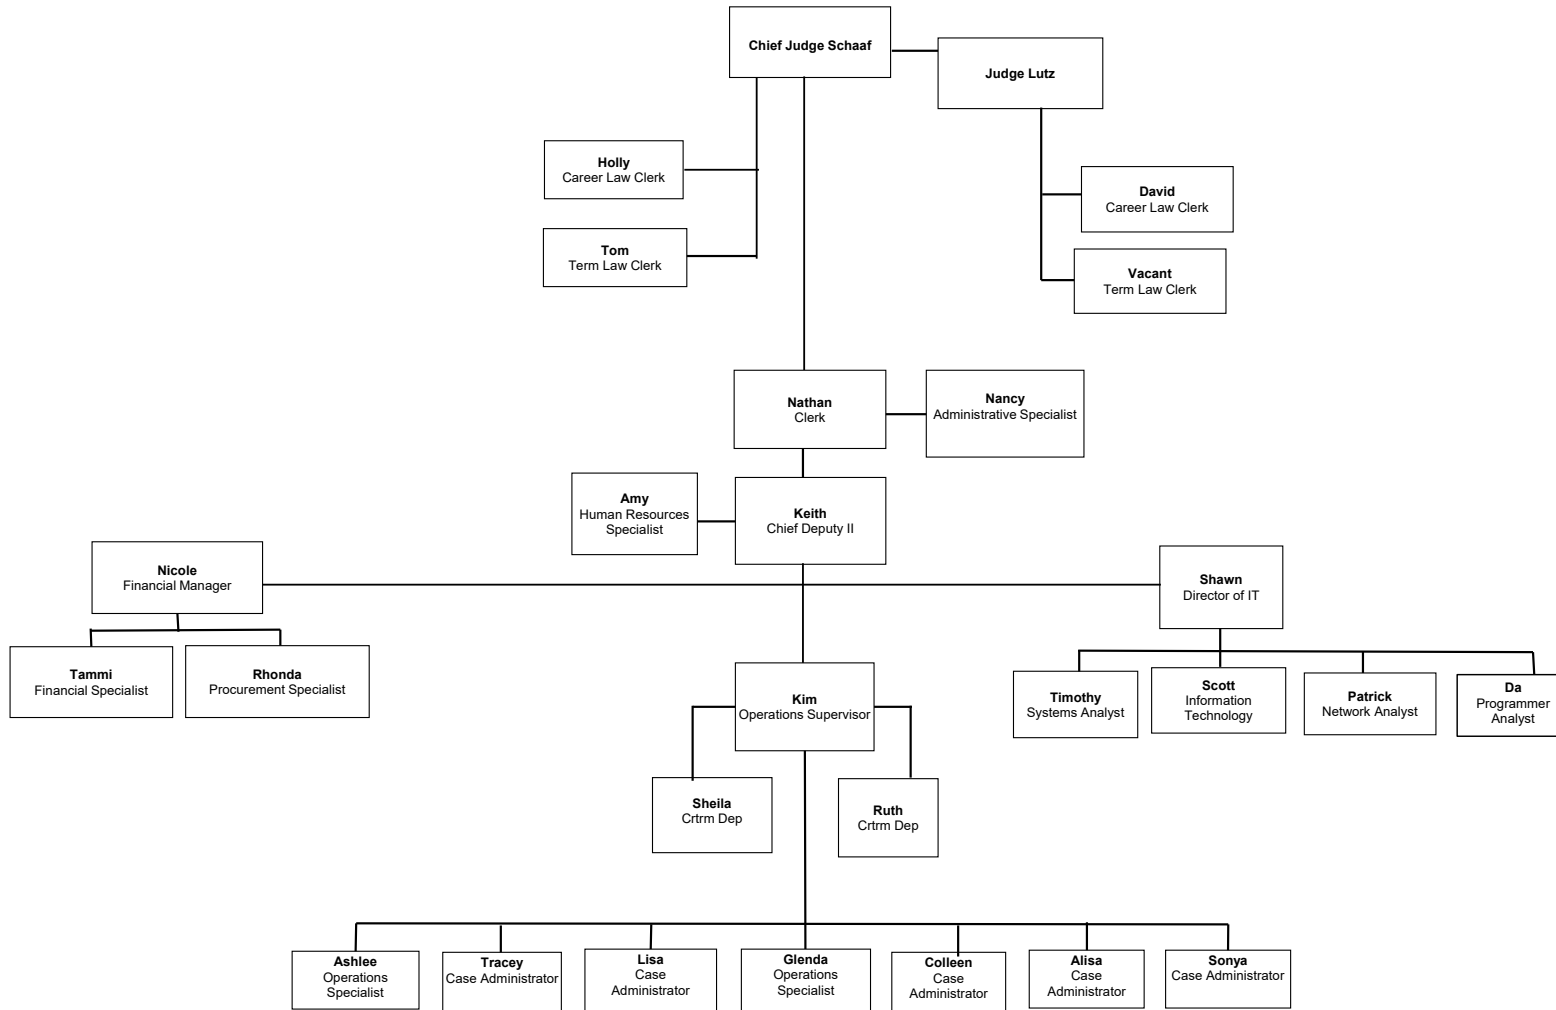 Chief Judge Schaaf
Judge Lutz
Holly
Career Law Clerk
David
Career Law Clerk
Tom
Term Law Clerk
Vacant
Term Law Clerk
Nathan
Clerk
Nancy
Administrative Specialist
Amy
Human Resources
Specialist
Keith
Chief Deputy II
Nicole
Financial Manager
Shawn
Director of IT
Tammi
Financial Specialist
Rhonda
Procurement Specialist
Kim
Operations Supervisor
Timothy
Systems Analyst
Scott
Information
Technology
Patrick
Network Analyst
Da
Programmer
Analyst
Sheila
Crtrm Dep
Ruth
Crtrm Dep
Ashlee
Operations
Specialist
Tracey
Case Administrator
Lisa
Case
Administrator
Glenda
Operations
Specialist
Colleen
Case
Administrator
Alisa
Case
Administrator
Sonya
Case Administrator